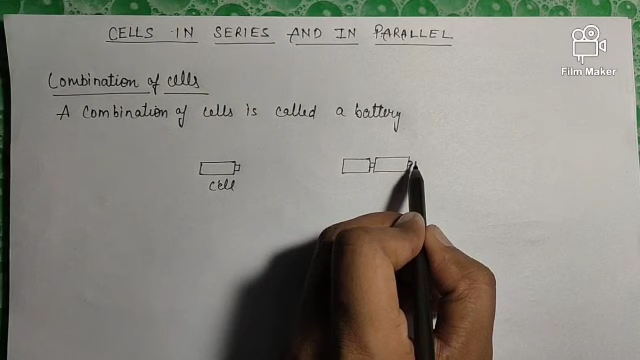 CELLS IN SERIES AND IN PARALLEL
Film Maker
Combination of cells
A Combination of cells is called a battery
cell